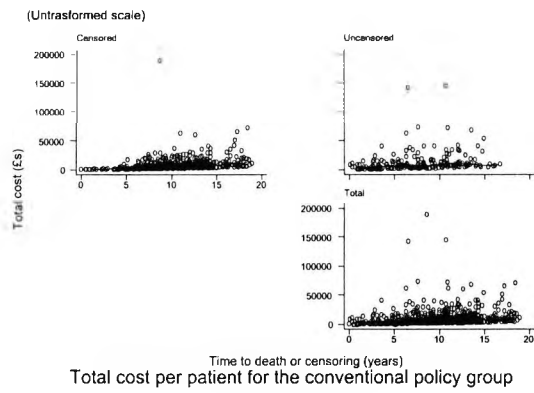 (Untrasformed scale)
Censored
Uncensored
200000
150000
100000
50000
0
0 5 10 15 20
Total
200000
150000
100000
50000
0
0 5 10 15 20
Total cost (£s)
Time to death or censoring (years)
Total cost per patient for the conventional policy group